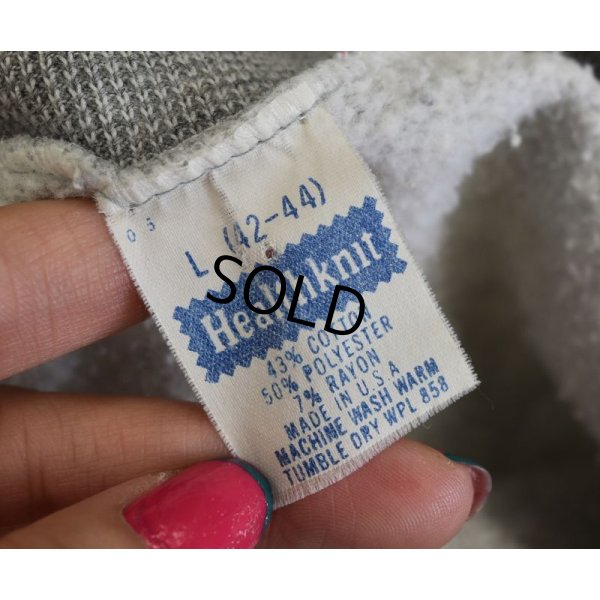 0 5
L (42-44)
Healthknit
SOLD
43% COTTON
50% POLYESTER
7% RAYON
MADE IN U.S.A
MACHINE WASH WARM
TUMBLE DRY WPL 858